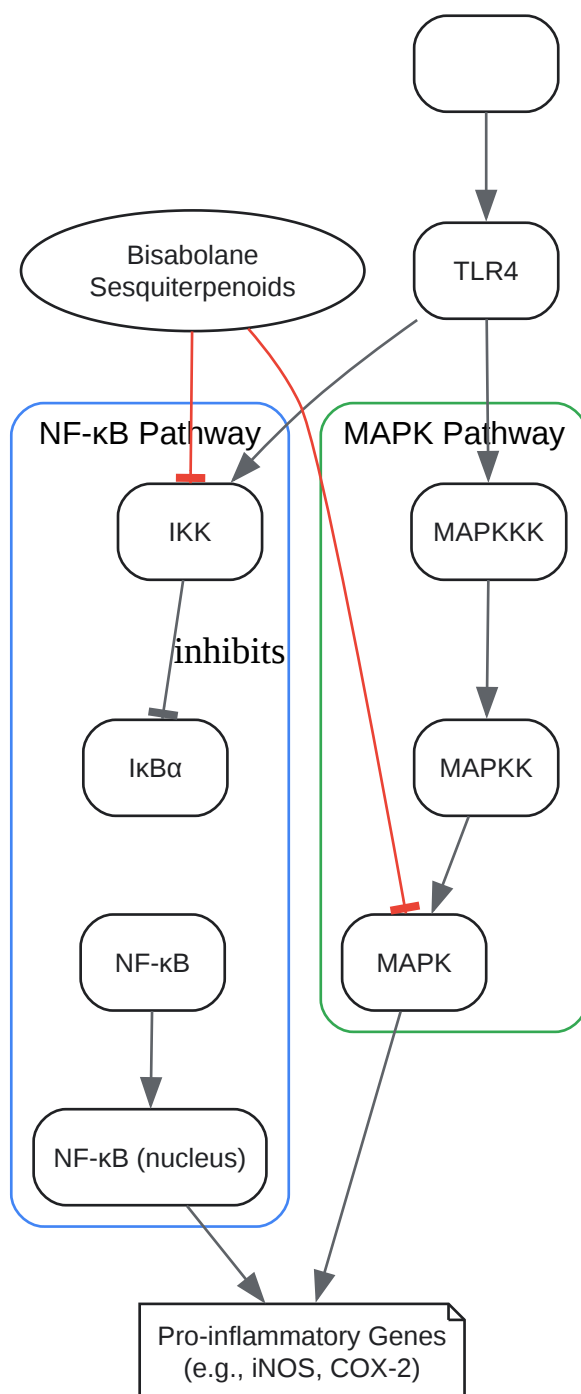 Bisabolane
Sesquiterpenoids
TLR4
NF-κB Pathway
MAPK Pathway
IKK
MAPKKK
inhibits
IκBα
MAPKK
NF-κB
MAPK
NF-κB (nucleus)
Pro-inflammatory Genes
(e.g., iNOS, COX-2)